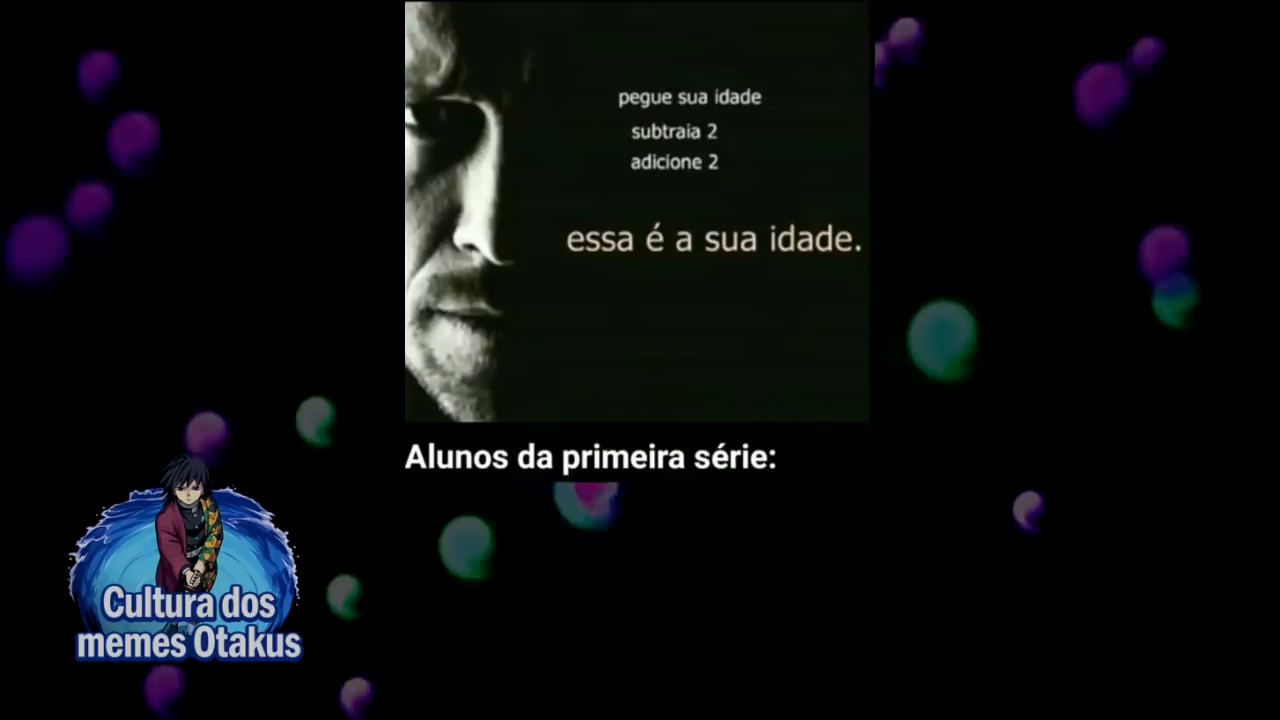 pegue sua idade
subtraia 2
adicione 2
essa é a sua idade.
Alunos da primeira série:
Cultura dos
memes Otakus